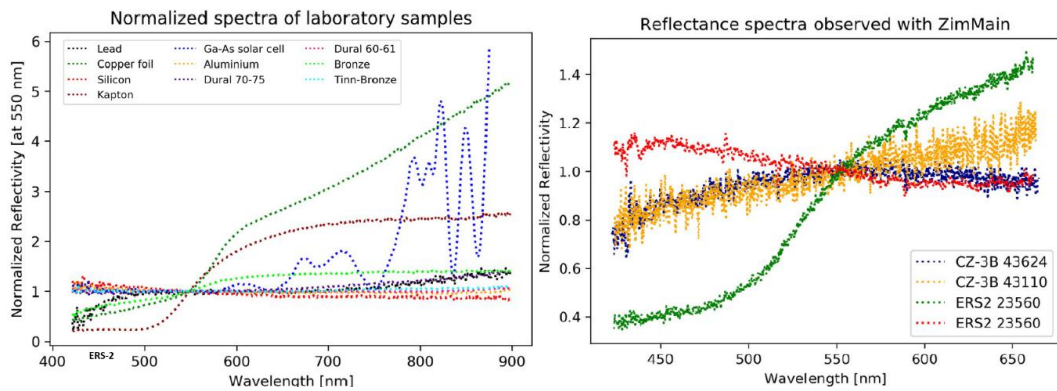 Normalized spectra of laboratory samples
Normalized Reflectivity [at 550 nm]
6
5
4
3
2
1
0
Lead
Copper foil
Silicon
Kapton
Ga-As solar cell
Aluminium
Dural 70-75
Dural 60-61
Bronze
Tinn-Bronze
400
500
600
700
800
900
ERS-2
Wavelength [nm]
Reflectance spectra observed with ZimMain
Normalized Reflectivity
1.4
1.2
1.0
0.8
0.6
0.4
CZ-3B 43624
CZ-3B 43110
ERS2 23560
ERS2 23560
450
500
550
600
650
Wavelength [nm]